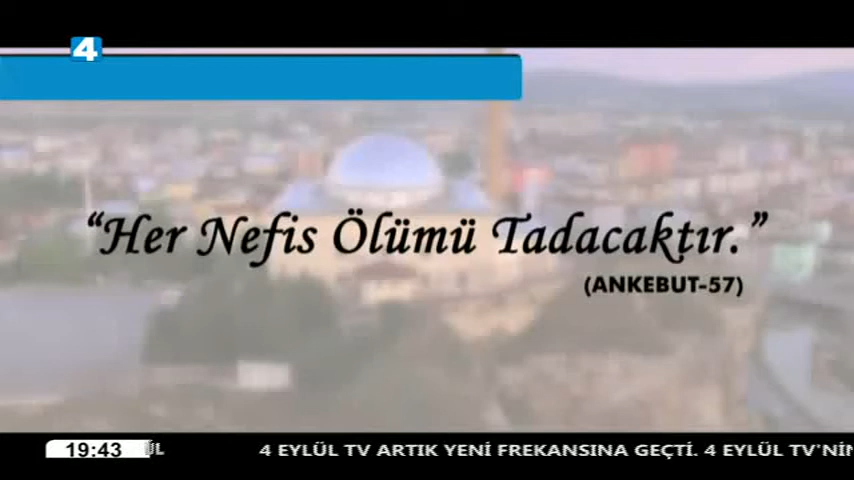 4
“Her Nefis Ölümü Tadacaktır.”
(ANKEBUT-57)
19:43 ÜL 4 EYLÜL TV ARTIK YENİ FREKANSINA GEÇTİ. 4 EYLÜL TV'NİN